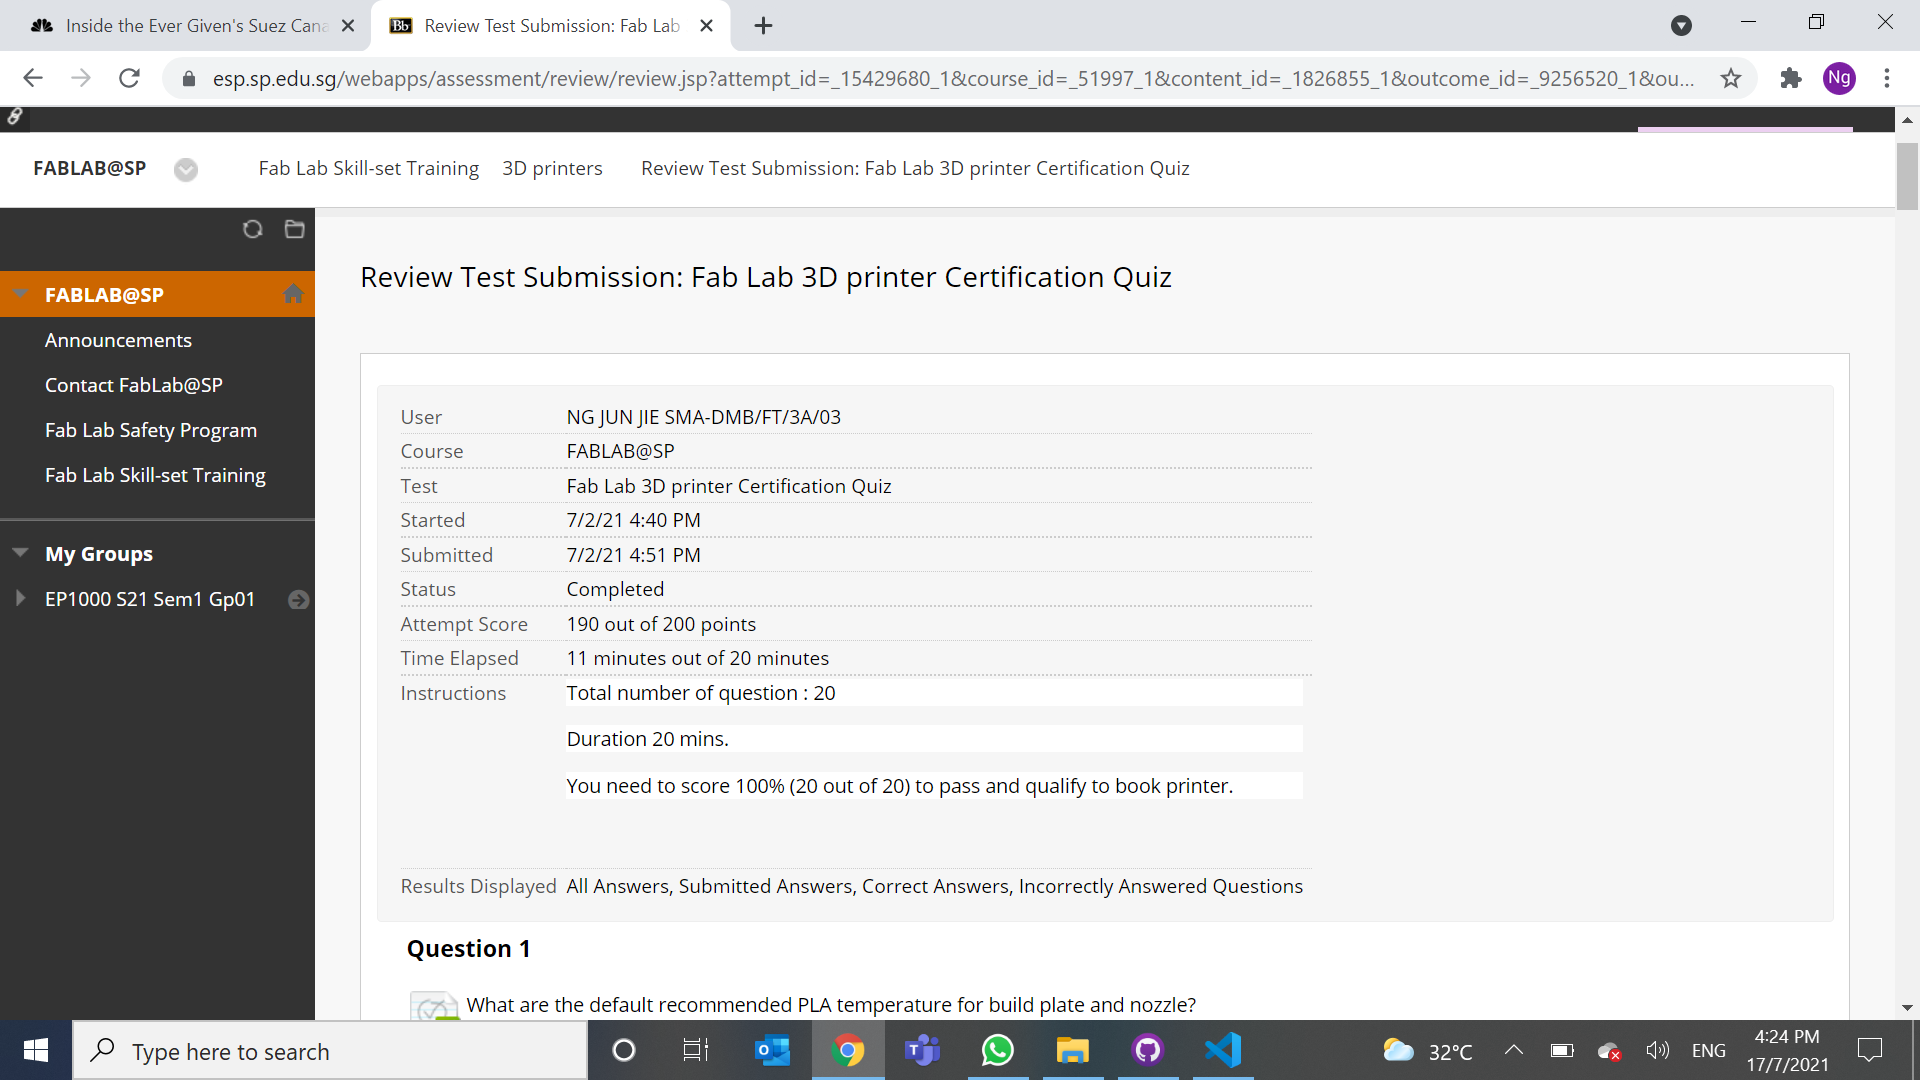 Inside the Ever Given's Suez Cana
Bb Review Test Submission: Fab Lab
esp.sp.edu.sg/webapps/assessment/review/review.jsp?attempt_id=_15429680_1&course_id=_51997_1&content_id=_1826855_1&outcome_id=_9256520_1&ou...
Ng
FABLAB@SP
Fab Lab Skill-set Training
3D printers
Review Test Submission: Fab Lab 3D printer Certification Quiz
FABLAB@SP
Announcements
Contact FabLab@SP
Fab Lab Safety Program
Fab Lab Skill-set Training
My Groups
EP1000 S21 Sem1 Gp01
Review Test Submission: Fab Lab 3D printer Certification Quiz
User NG JUN JIE SMA-DMB/FT/3A/03
Course FABLAB@SP
Test Fab Lab 3D printer Certification Quiz
Started 7/2/21 4:40 PM
Submitted 7/2/21 4:51 PM
Status Completed
Attempt Score 190 out of 200 points
Time Elapsed 11 minutes out of 20 minutes
Instructions Total number of question : 20
Duration 20 mins.
You need to score 100% (20 out of 20) to pass and qualify to book printer.
Results Displayed All Answers, Submitted Answers, Correct Answers, Incorrectly Answered Questions
Question 1
What are the default recommended PLA temperature for build plate and nozzle?
Type here to search
32°C
ENG
4:24 PM
17/7/2021